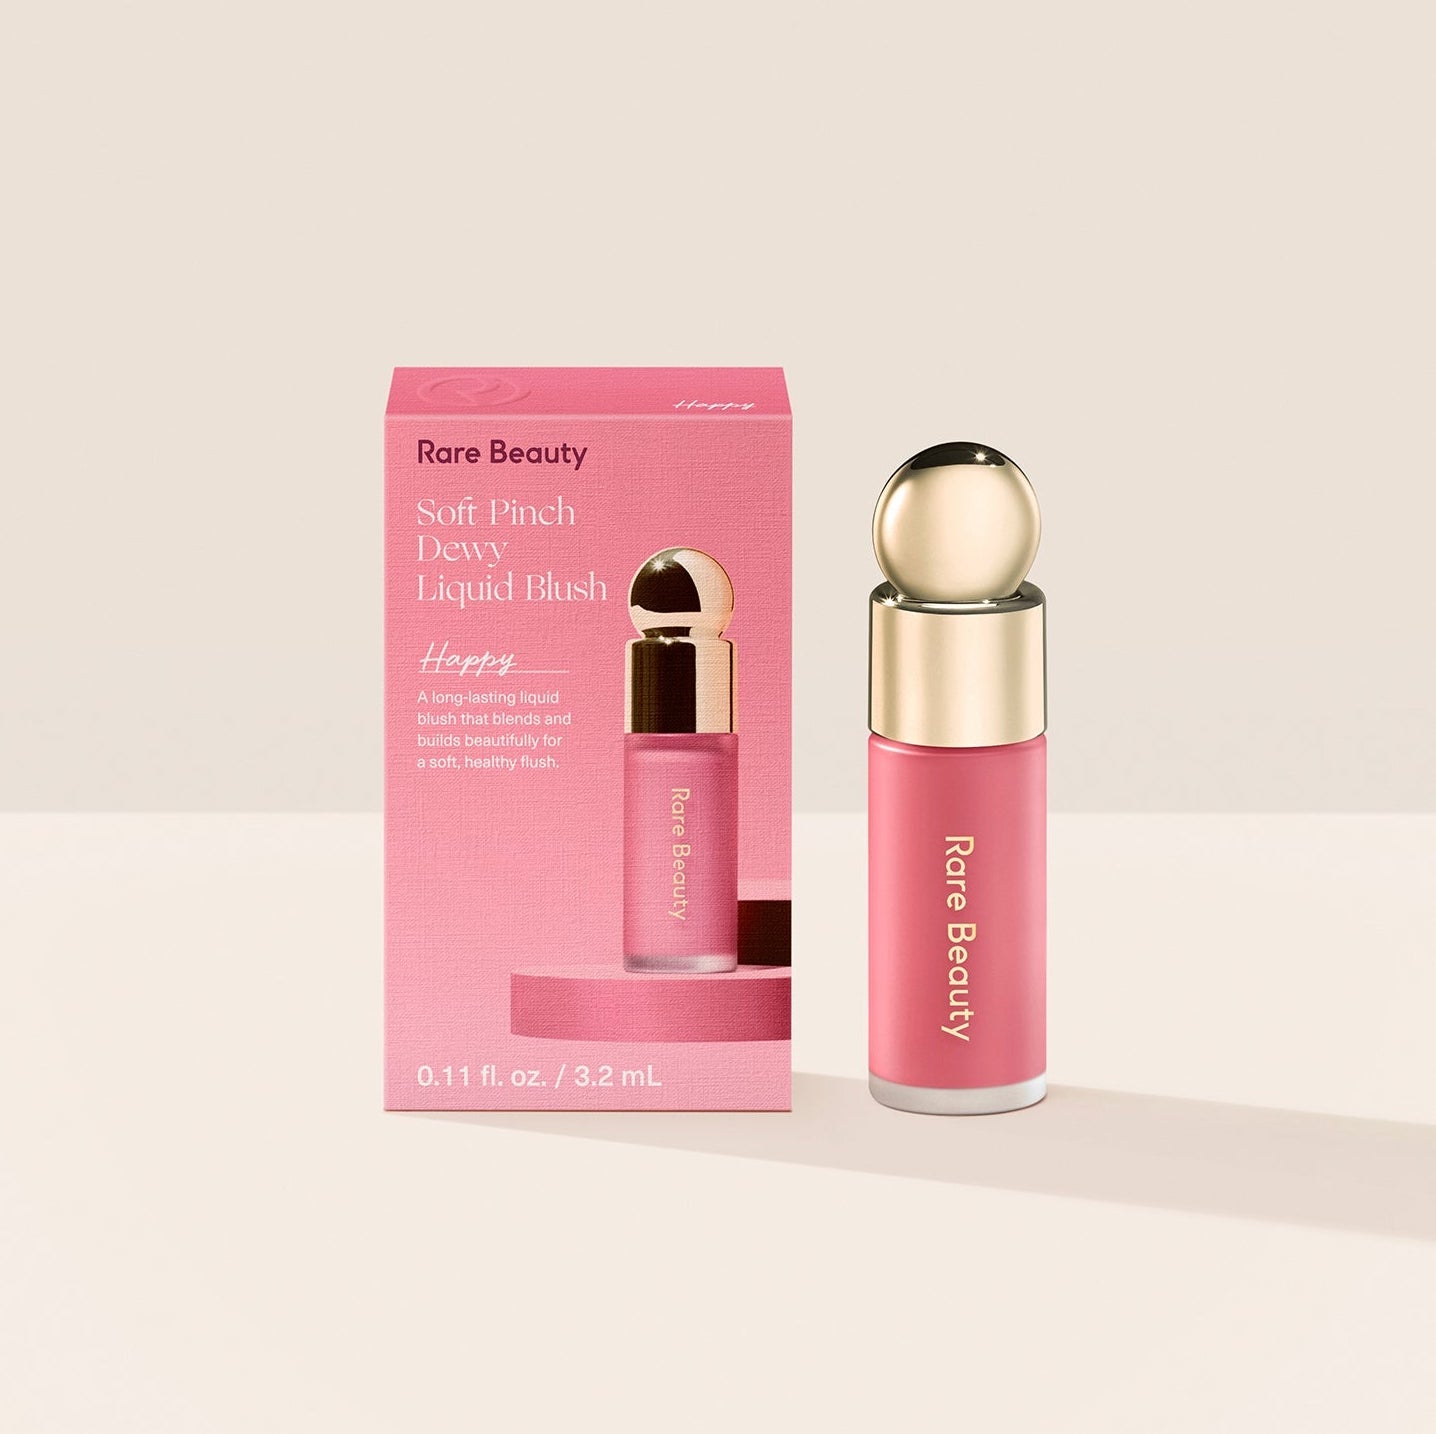 Happy
Rare Beauty
Soft Pinch
Dewy
Liquid Blush
Happy
A long-lasting liquid
blush that blends and
builds beautifully for
a soft, healthy flush.
Rare Beauty
0.11 fl. oz. / 3.2 mL
Rare Beauty